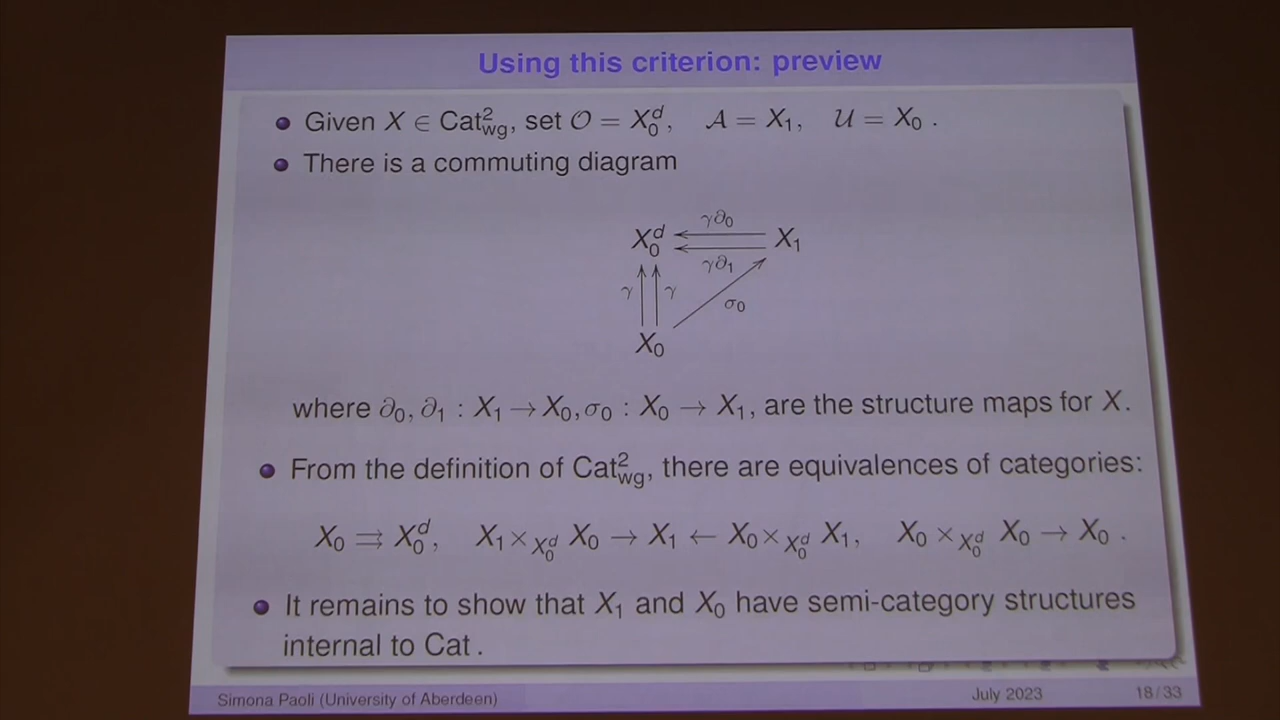 Using this criterion: preview
Given X ∈ Cat²_wg, set 𝒪 = X₀ᵈ, 𝒜 = X₁, 𝒰 = X₀ .
There is a commuting diagram
γ∂₀
X₀ᵈ X₁
γ∂₁
γ γ σ₀
X₀
where ∂₀, ∂₁ : X₁ → X₀, σ₀ : X₀ → X₁, are the structure maps for X.
From the definition of Cat²_wg, there are equivalences of categories:
X₀ ⇉ X₀ᵈ, X₁ ×_{X₀ᵈ} X₀ → X₁ ← X₀ ×_{X₀ᵈ} X₁, X₀ ×_{X₀ᵈ} X₀ → X₀ .
It remains to show that X₁ and X₀ have semi-category structures
internal to Cat .
Simona Paoli (University of Aberdeen) July 2023 18 / 33